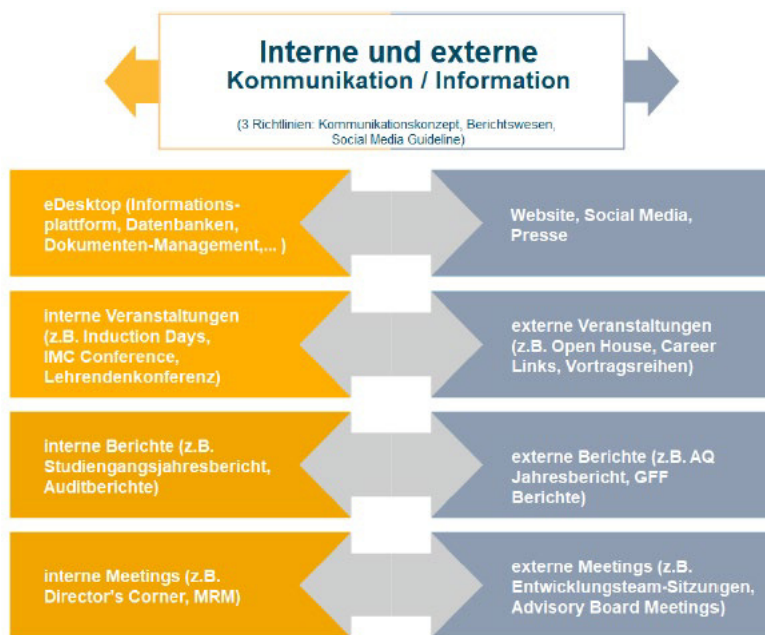 Interne und externe
Kommunikation / Information
(3 Richtlinien: Kommunikationskonzept, Berichtswesen,
Social Media Guideline)
eDesktop (Informations-
plattform, Datenbanken,
Dokumenten-Management,... )
Website, Social Media,
Presse
interne Veranstaltungen
(z.B. Induction Days,
IMC Conference,
Lehrendenkonferenz)
externe Veranstaltungen
(z.B. Open House, Career
Links, Vortragsreihen)
interne Berichte (z.B.
Studiengangsjahresbericht,
Auditberichte)
externe Berichte (z.B. AQ
Jahresbericht, GFF
Berichte)
interne Meetings (z.B.
Director's Corner, MRM)
externe Meetings (z.B.
Entwicklungsteam-Sitzungen,
Advisory Board Meetings)